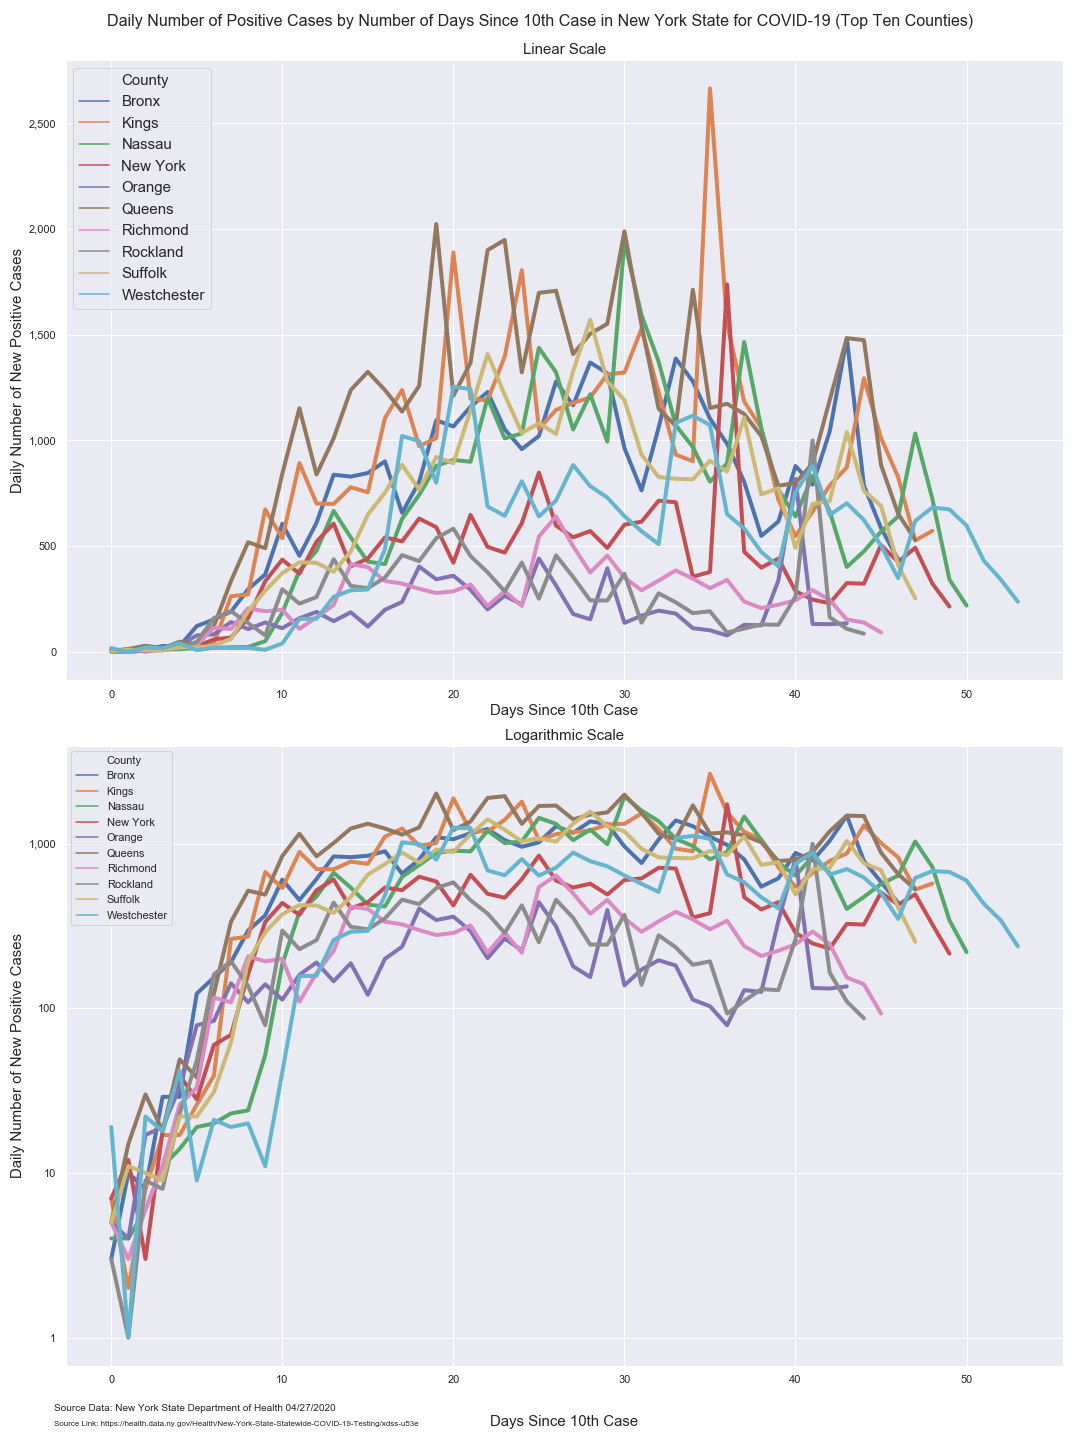 Daily Number of Positive Cases by Number of Days Since 10th Case in New York State for COVID-19 (Top Ten Counties)
Linear Scale
County
Bronx
Kings
Nassau
New York
Orange
Queens
Richmond
Rockland
Suffolk
Westchester
Daily Number of New Positive Cases
2,500
2,000
1,500
1,000
500
0
0 10 20 30 40 50
Days Since 10th Case
Logarithmic Scale
County
Bronx
Kings
Nassau
New York
Orange
Queens
Richmond
Rockland
Suffolk
Westchester
Daily Number of New Positive Cases
1,000
100
10
1
0 10 20 30 40 50
Days Since 10th Case
Source Data: New York State Department of Health 04/27/2020
Source Link: https://health.data.ny.gov/Health/New-York-State-Statewide-COVID-19-Testing/xdss-u53e